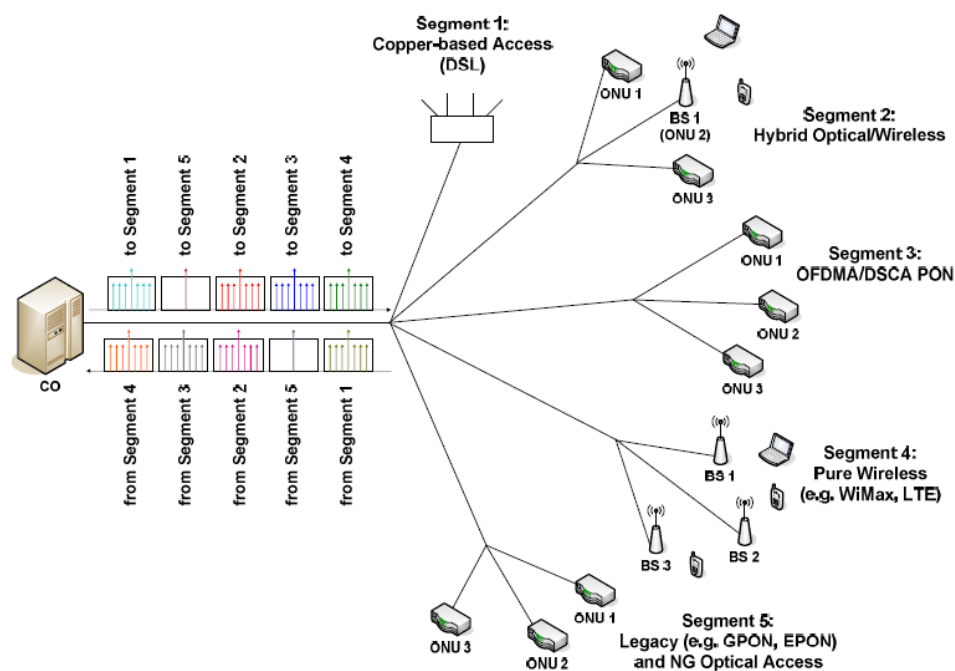 Segment 1:
Copper-based Access
(DSL)
ONU 1
BS 1
(ONU 2)
ONU 3
Segment 2:
Hybrid Optical/Wireless
to Segment 1
to Segment 5
to Segment 2
to Segment 3
to Segment 4
ONU 1
ONU 2
ONU 3
Segment 3:
OFDMA/DSCA PON
CO
from Segment 4
from Segment 3
from Segment 2
from Segment 5
from Segment 1
BS 1
BS 2
BS 3
Segment 4:
Pure Wireless
(e.g. WiMax, LTE)
ONU 1
ONU 2
ONU 3
Segment 5:
Legacy (e.g. GPON, EPON)
and NG Optical Access